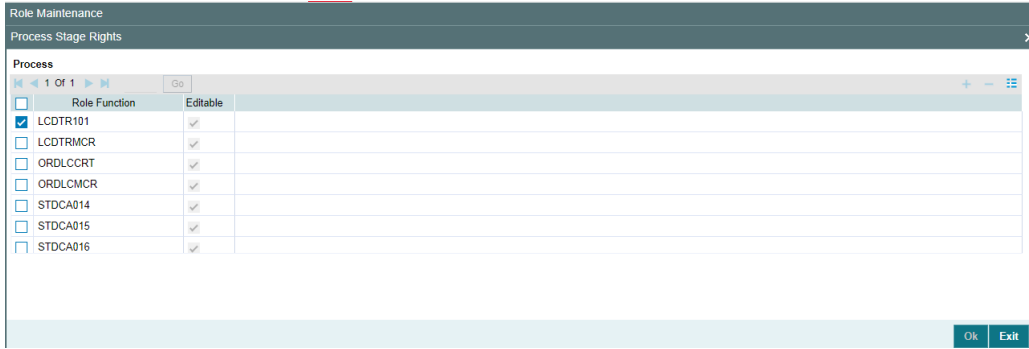 Role Maintenance
Process Stage Rights
Process
1 Of 1 Go
Role Function Editable
LCDTR101
LCDTRMCR
ORDLCCRT
ORDLCMCR
STDCA014
STDCA015
STDCA016
Ok Exit